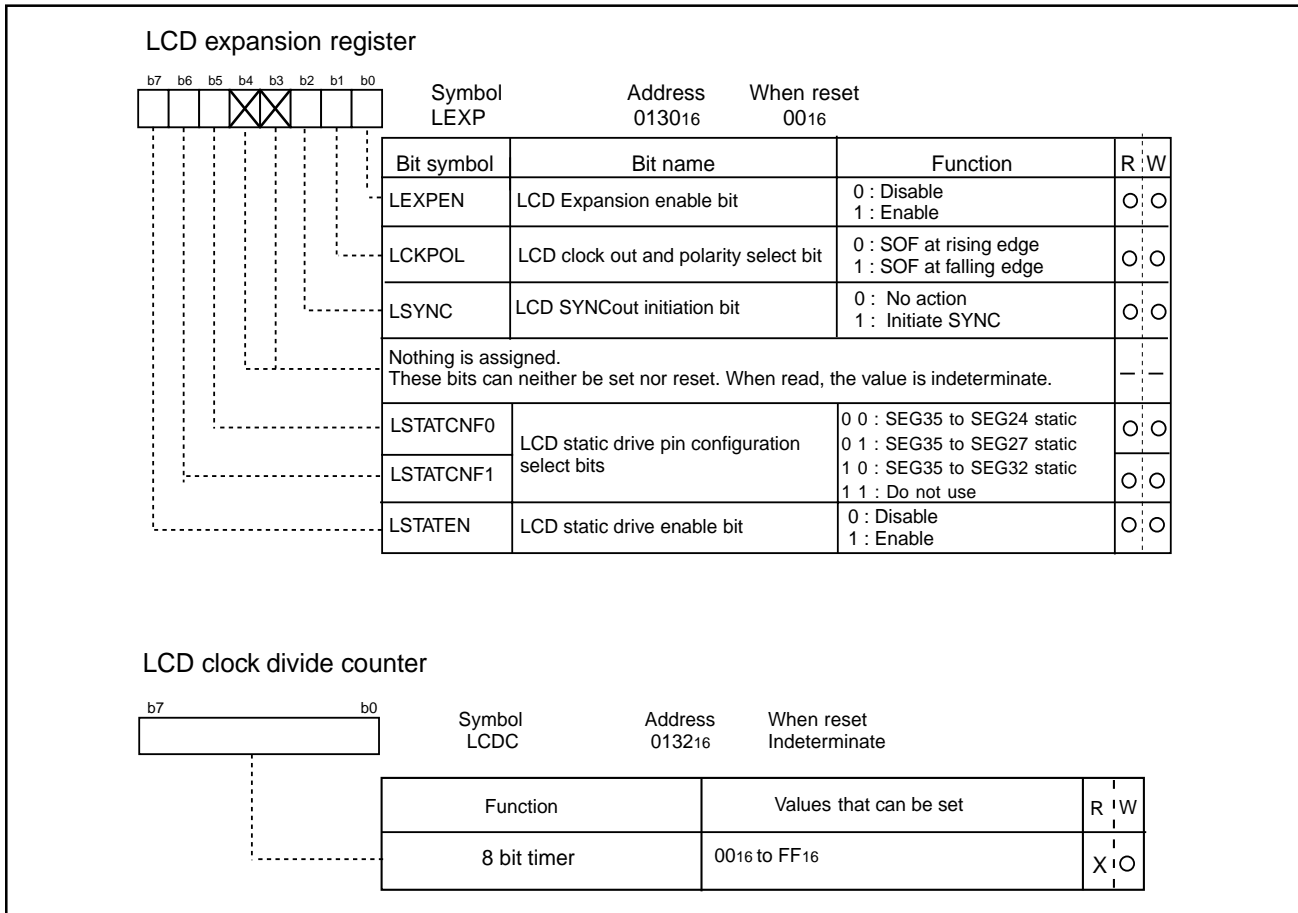 LCD expansion register
b7 b6 b5 b4 b3 b2 b1 b0
Symbol Address When reset
LEXP 013016 0016
Bit symbol Bit name Function R W
LEXPEN LCD Expansion enable bit 0 : Disable
1 : Enable
LCKPOL LCD clock out and polarity select bit 0 : SOF at rising edge
1 : SOF at falling edge
LSYNC LCD SYNCout initiation bit 0 : No action
1 : Initiate SYNC
Nothing is assigned.
These bits can neither be set nor reset. When read, the value is indeterminate. – –
LSTATCNF0 LCD static drive pin configuration
select bits
0 0 : SEG35 to SEG24 static
0 1 : SEG35 to SEG27 static
LSTATCNF1 1 0 : SEG35 to SEG32 static
1 1 : Do not use
LSTATEN LCD static drive enable bit 0 : Disable
1 : Enable
LCD clock divide counter
b7 b0
Symbol Address When reset
LCDC 013216 Indeterminate
Function Values that can be set R W
8 bit timer 0016 to FF16 X O